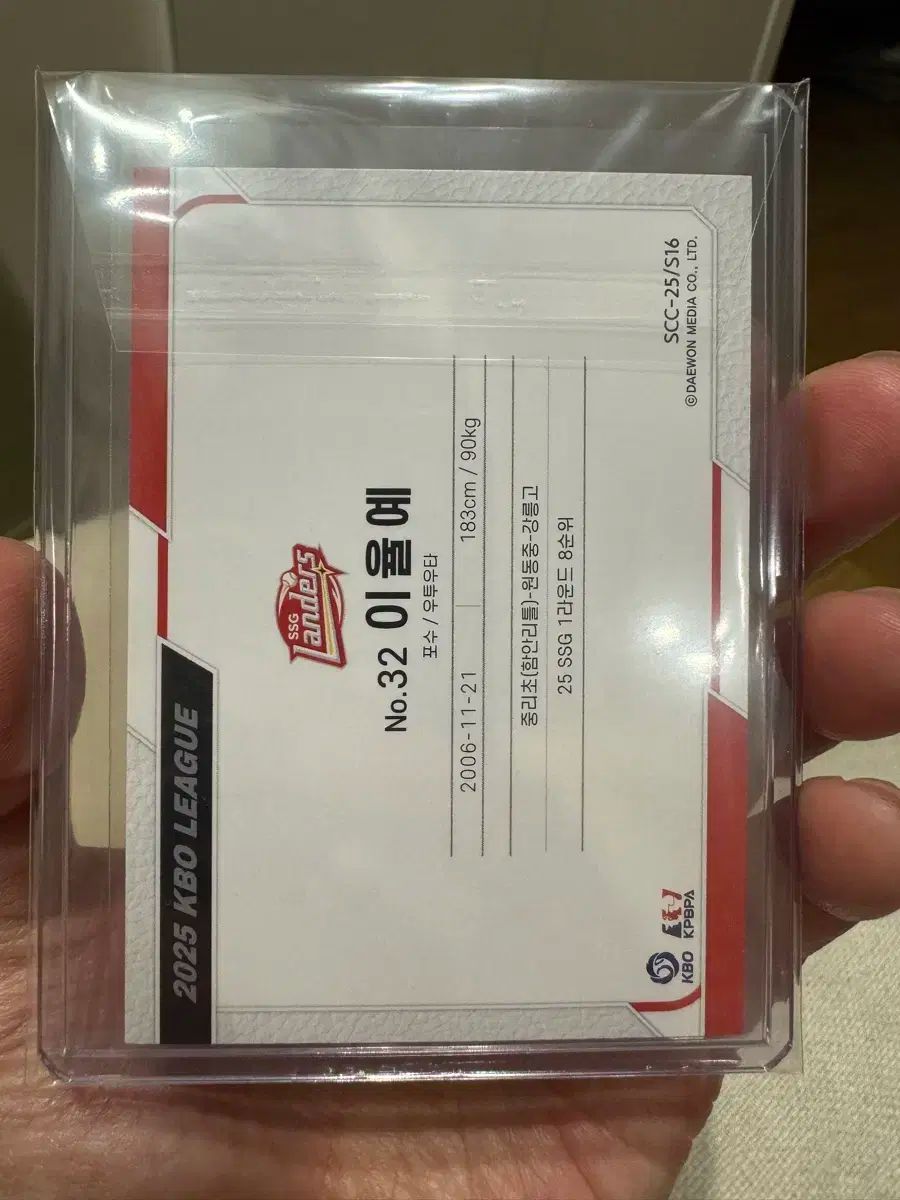 2025 KBO LEAGUE
SSG
Landers
No.32 이율예
포수 / 우투우타
2006-11-21 | 183cm / 90kg
중리초(함안리틀)-원동중-강릉고
25 SSG 1라운드 8순위
KBO
KPBPA
SCC-25/S16
©DAEWON MEDIA CO., LTD.